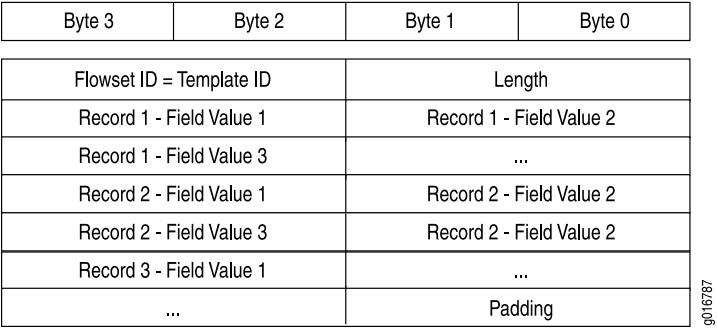 Byte 3 Byte 2 Byte 1 Byte 0
Flowset ID = Template ID Length
Record 1 - Field Value 1 Record 1 - Field Value 2
Record 1 - Field Value 3 ...
Record 2 - Field Value 1 Record 2 - Field Value 2
Record 2 - Field Value 3 Record 2 - Field Value 2
Record 3 - Field Value 1 ...
... Padding
g016787